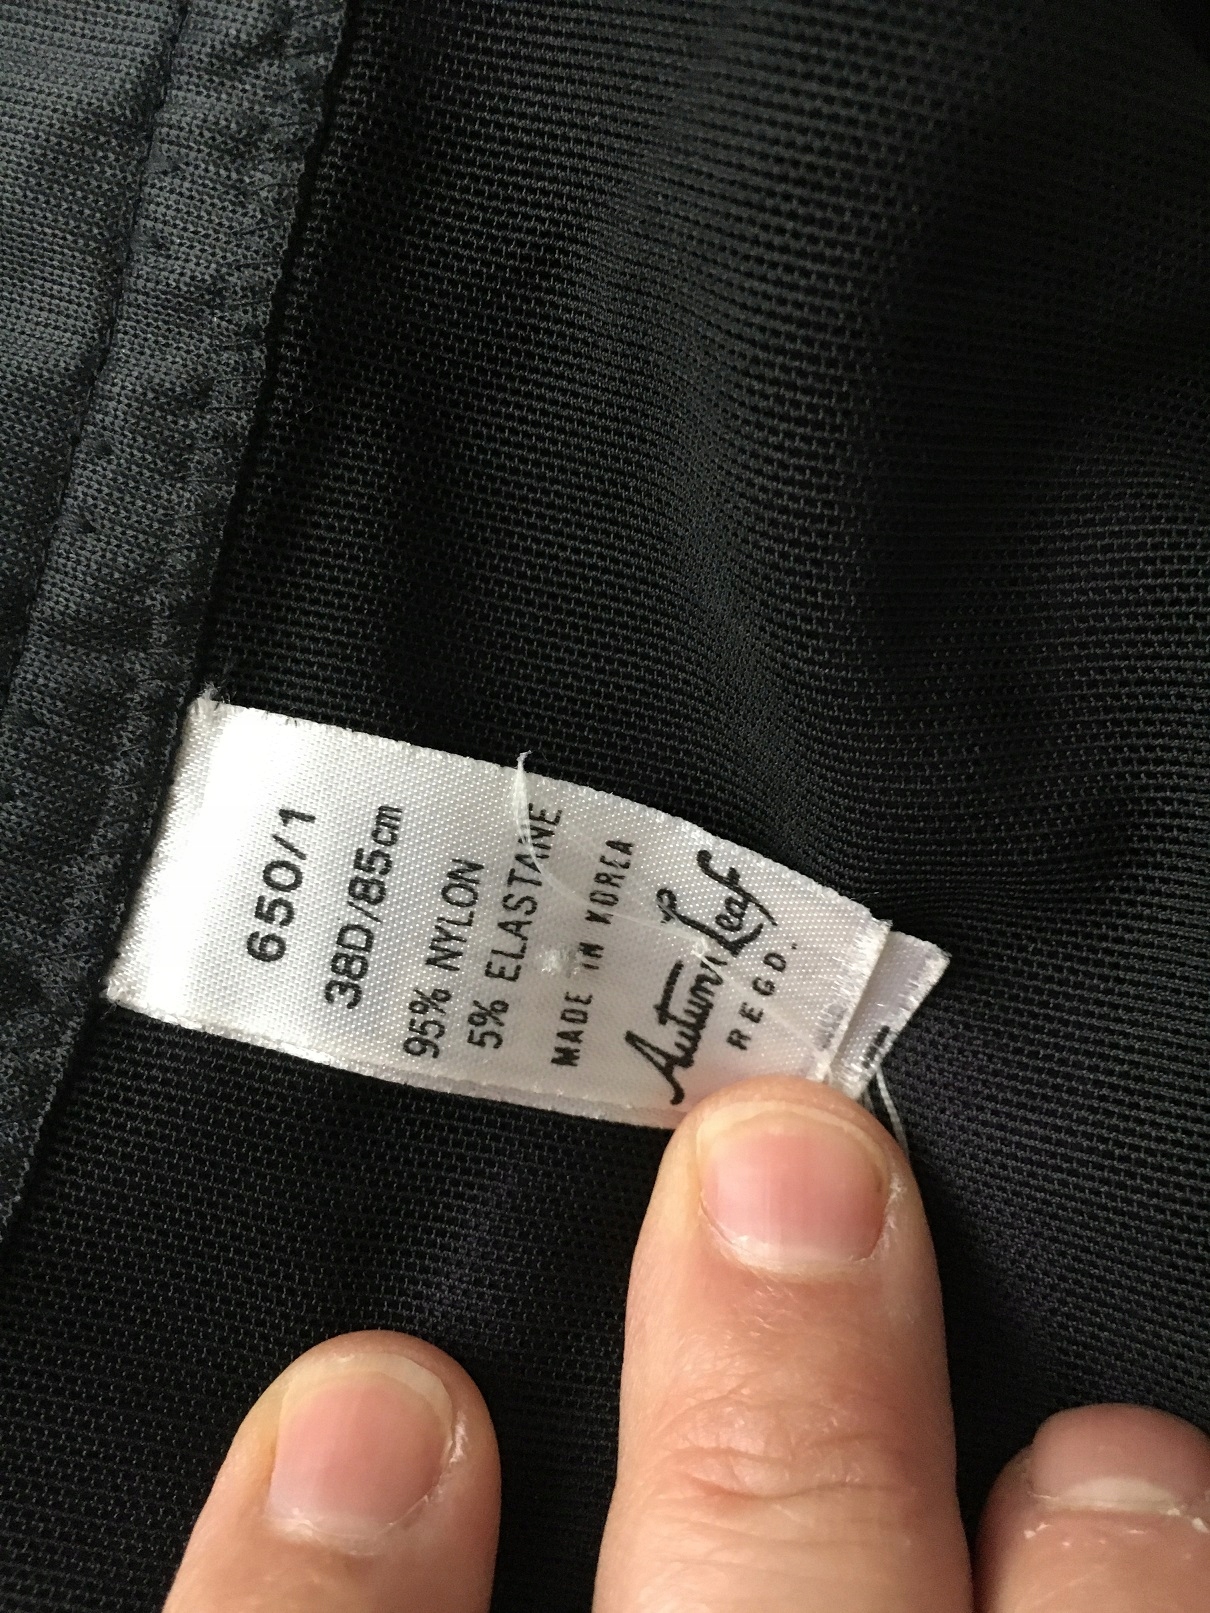 650/1
38D/85cm
95% NYLON
5% ELASTANE
MADE IN KOREA
Autumn Leaf
REGD.